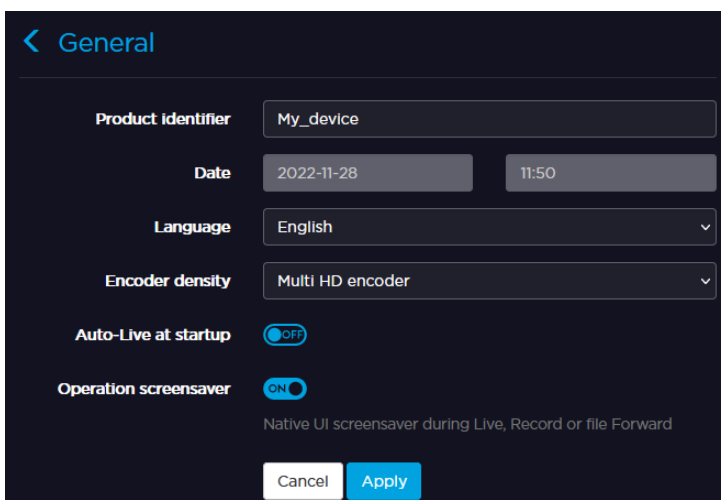 General
Product identifier My_device
Date 2022-11-28 11:50
Language English
Encoder density Multi HD encoder
Auto-Live at startup OFF
Operation screensaver ON
Native UI screensaver during Live, Record or file Forward
Cancel Apply